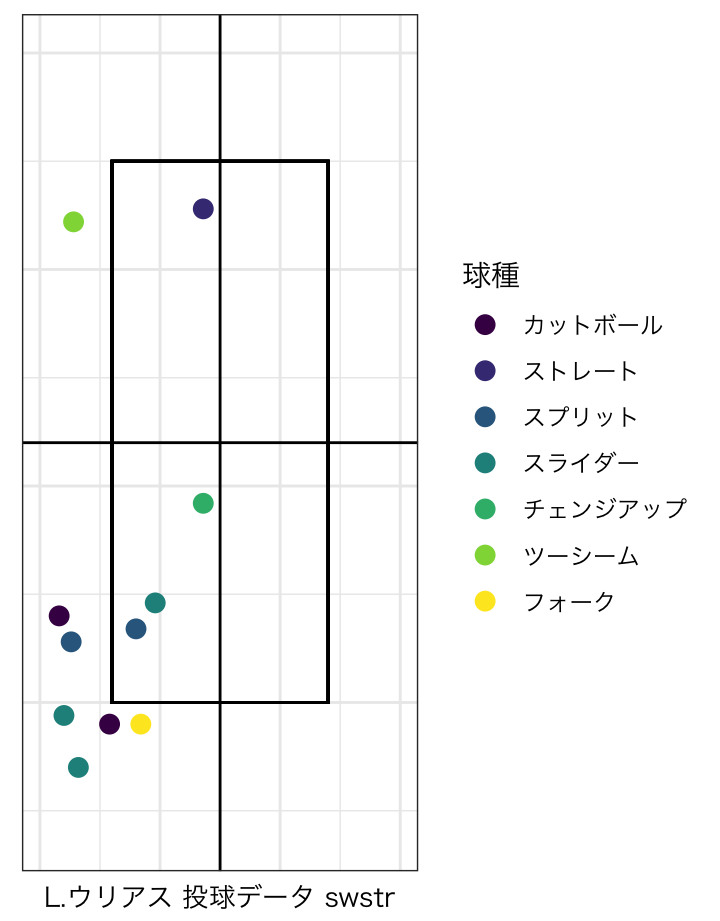 球種
カットボール
ストレート
スプリット
スライダー
チェンジアップ
ツーシーム
フォーク
L.ウリアス 投球データ swstr